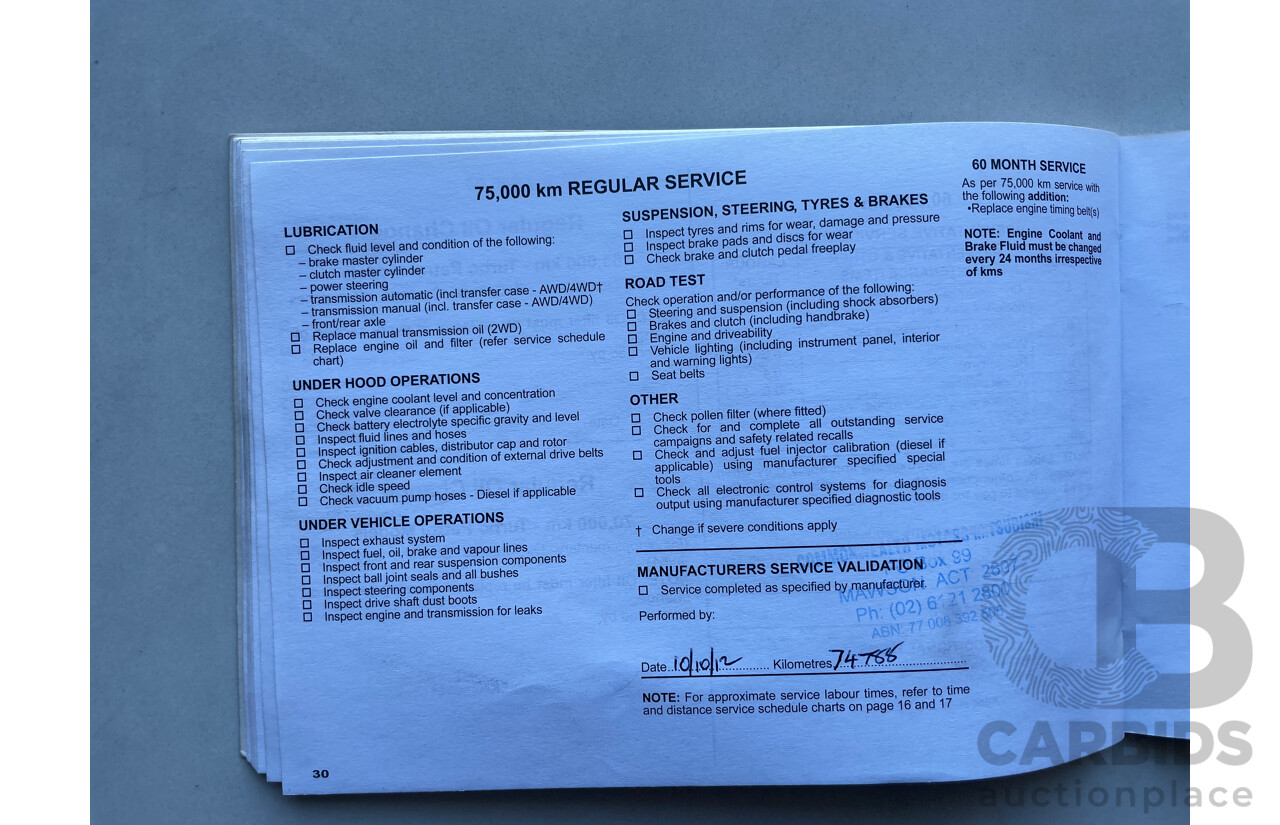 75,000 km REGULAR SERVICE
LUBRICATION
Check fluid level and condition of the following:
– brake master cylinder
– clutch master cylinder
– power steering
– transmission automatic (incl transfer case - AWD/4WD†
– transmission manual (incl. transfer case - AWD/4WD)
– front/rear axle
Replace manual transmission oil (2WD)
Replace engine oil and filter (refer service schedule
chart)
UNDER HOOD OPERATIONS
Check engine coolant level and concentration
Check valve clearance (if applicable)
Check battery electrolyte specific gravity and level
Inspect fluid lines and hoses
Inspect ignition cables, distributor cap and rotor
Check adjustment and condition of external drive belts
Inspect air cleaner element
Check idle speed
Check vacuum pump hoses - Diesel if applicable
UNDER VEHICLE OPERATIONS
Inspect exhaust system
Inspect fuel, oil, brake and vapour lines
Inspect front and rear suspension components
Inspect ball joint seals and all bushes
Inspect steering components
Inspect drive shaft dust boots
Inspect engine and transmission for leaks
30
SUSPENSION, STEERING, TYRES & BRAKES
Inspect tyres and rims for wear, damage and pressure
Inspect brake pads and discs for wear
Check brake and clutch pedal freeplay
ROAD TEST
Check operation and/or performance of the following:
Steering and suspension (including shock absorbers)
Brakes and clutch (including handbrake)
Engine and driveability
Vehicle lighting (including instrument panel, interior
and warning lights)
Seat belts
OTHER
Check pollen filter (where fitted)
Check for and complete all outstanding service
campaigns and safety related recalls
Check and adjust fuel injector calibration (diesel if
applicable) using manufacturer specified special
tools
Check all electronic control systems for diagnosis
output using manufacturer specified diagnostic tools
† Change if severe conditions apply
MANUFACTURERS SERVICE VALIDATION
Service completed as specified by manufacturer.
Performed by:
Box 99
MAWSON ACT
Ph: (02)
ABN: 77 008 392
Date..10/10/12............... Kilometres 74788
NOTE: For approximate service labour times, refer to time
and distance service schedule charts on page 16 and 17
60 MONTH SERVICE
As per 75,000 km service with
the following addition:
•Replace engine timing belt(s)
NOTE: Engine Coolant and
Brake Fluid must be changed
every 24 months irrespective
of kms
CARBIDS
auctionplace